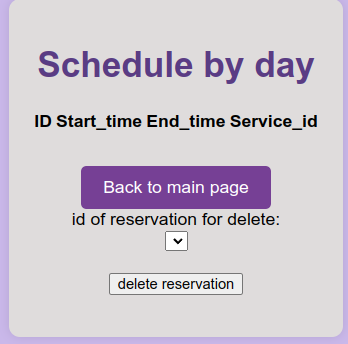 Schedule by day
ID Start_time End_time Service_id
Back to main page
id of reservation for delete:
delete reservation